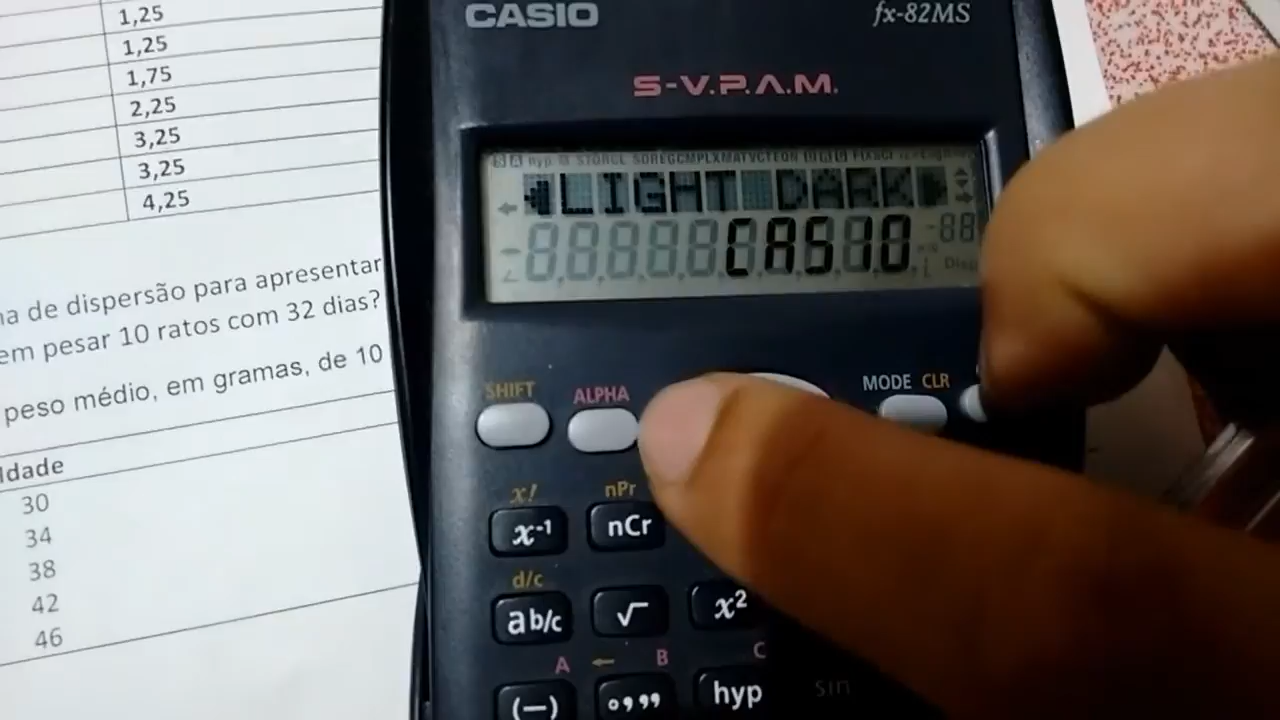 1,25
1,25
1,75
2,25
3,25
3,25
4,25
de dispersão para apresentar
pesar 10 ratos com 32 dias?
peso médio, em gramas, de 10
Idade
30
34
38
42
46
CASIO
fx-82MS
S-V.P.A.M.
LIGHT DARK
CASIO
SHIFT
ALPHA
MODE CLR
x!
nPr
x⁻¹
nCr
d/c
ab/c
√
x²
A ← B C
(−)
° , ,,
hyp
sin